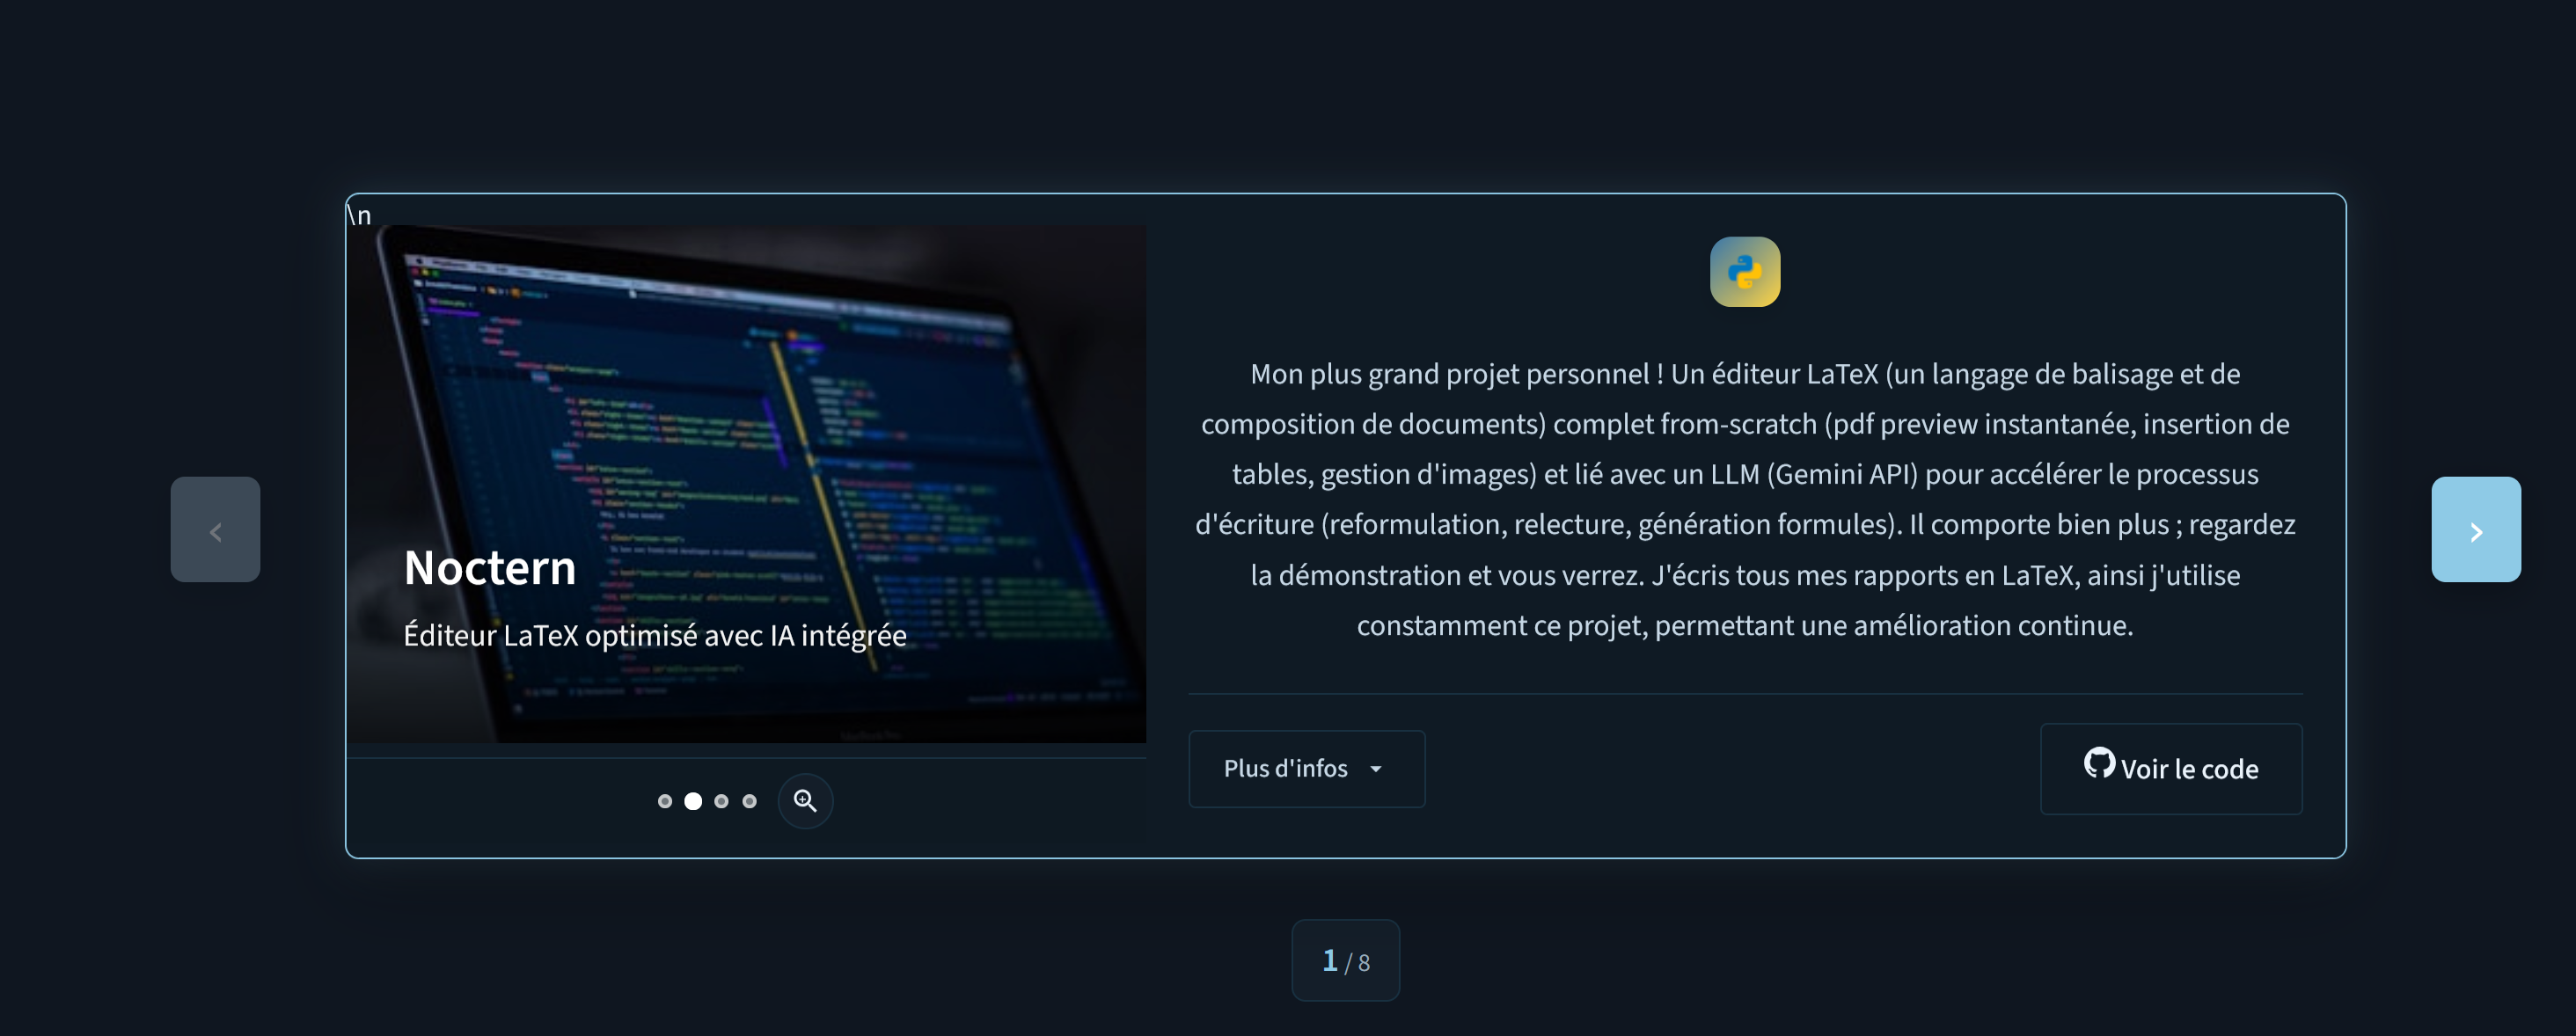 \n
Noctern
Éditeur LaTeX optimisé avec IA intégrée
Mon plus grand projet personnel ! Un éditeur LaTeX (un langage de balisage et de
composition de documents) complet from-scratch (pdf preview instantanée, insertion de
tables, gestion d'images) et lié avec un LLM (Gemini API) pour accélérer le processus
d'écriture (reformulation, relecture, génération formules). Il comporte bien plus ; regardez
la démonstration et vous verrez. J'écris tous mes rapports en LaTeX, ainsi j'utilise
constamment ce projet, permettant une amélioration continue.
Plus d'infos
Voir le code
1 / 8